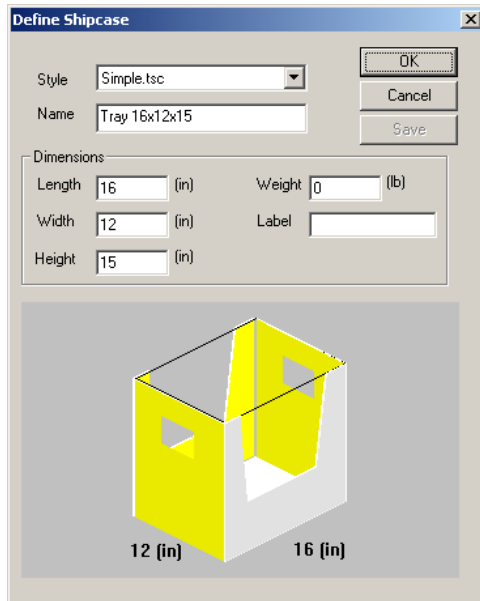 Define Shipcase
Style Simple.tsc OK
Cancel
Name Tray 16x12x15
Save
Dimensions
Length 16 (in) Weight 0 (lb)
Width 12 (in) Label
Height 15 (in)
12 (in) 16 (in)